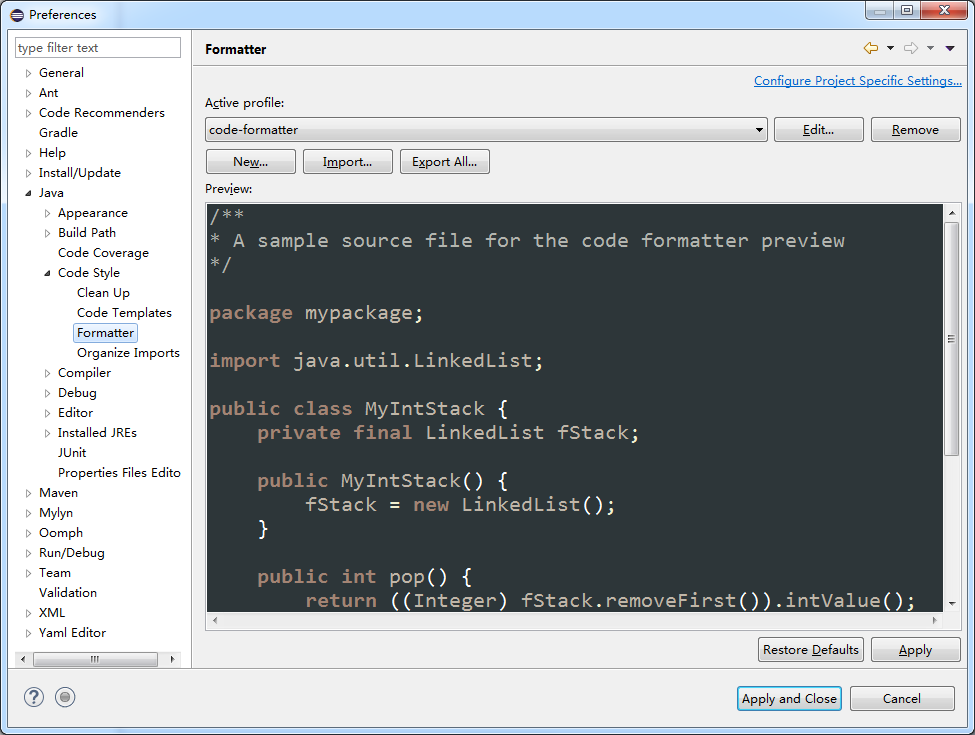 Preferences
type filter text
General
Ant
Code Recommenders
Gradle
Help
Install/Update
Java
Appearance
Build Path
Code Coverage
Code Style
Clean Up
Code Templates
Formatter
Organize Imports
Compiler
Debug
Editor
Installed JREs
JUnit
Properties Files Edito
Maven
Mylyn
Oomph
Run/Debug
Team
Validation
XML
Yaml Editor
Formatter
Configure Project Specific Settings...
Active profile:
code-formatter
Edit... Remove
New... Import... Export All...
Preview:
/**
* A sample source file for the code formatter preview
*/
package mypackage;
import java.util.LinkedList;
public class MyIntStack {
private final LinkedList fStack;
public MyIntStack() {
fStack = new LinkedList();
}
public int pop() {
return ((Integer) fStack.removeFirst()).intValue();
Restore Defaults Apply
Apply and Close Cancel